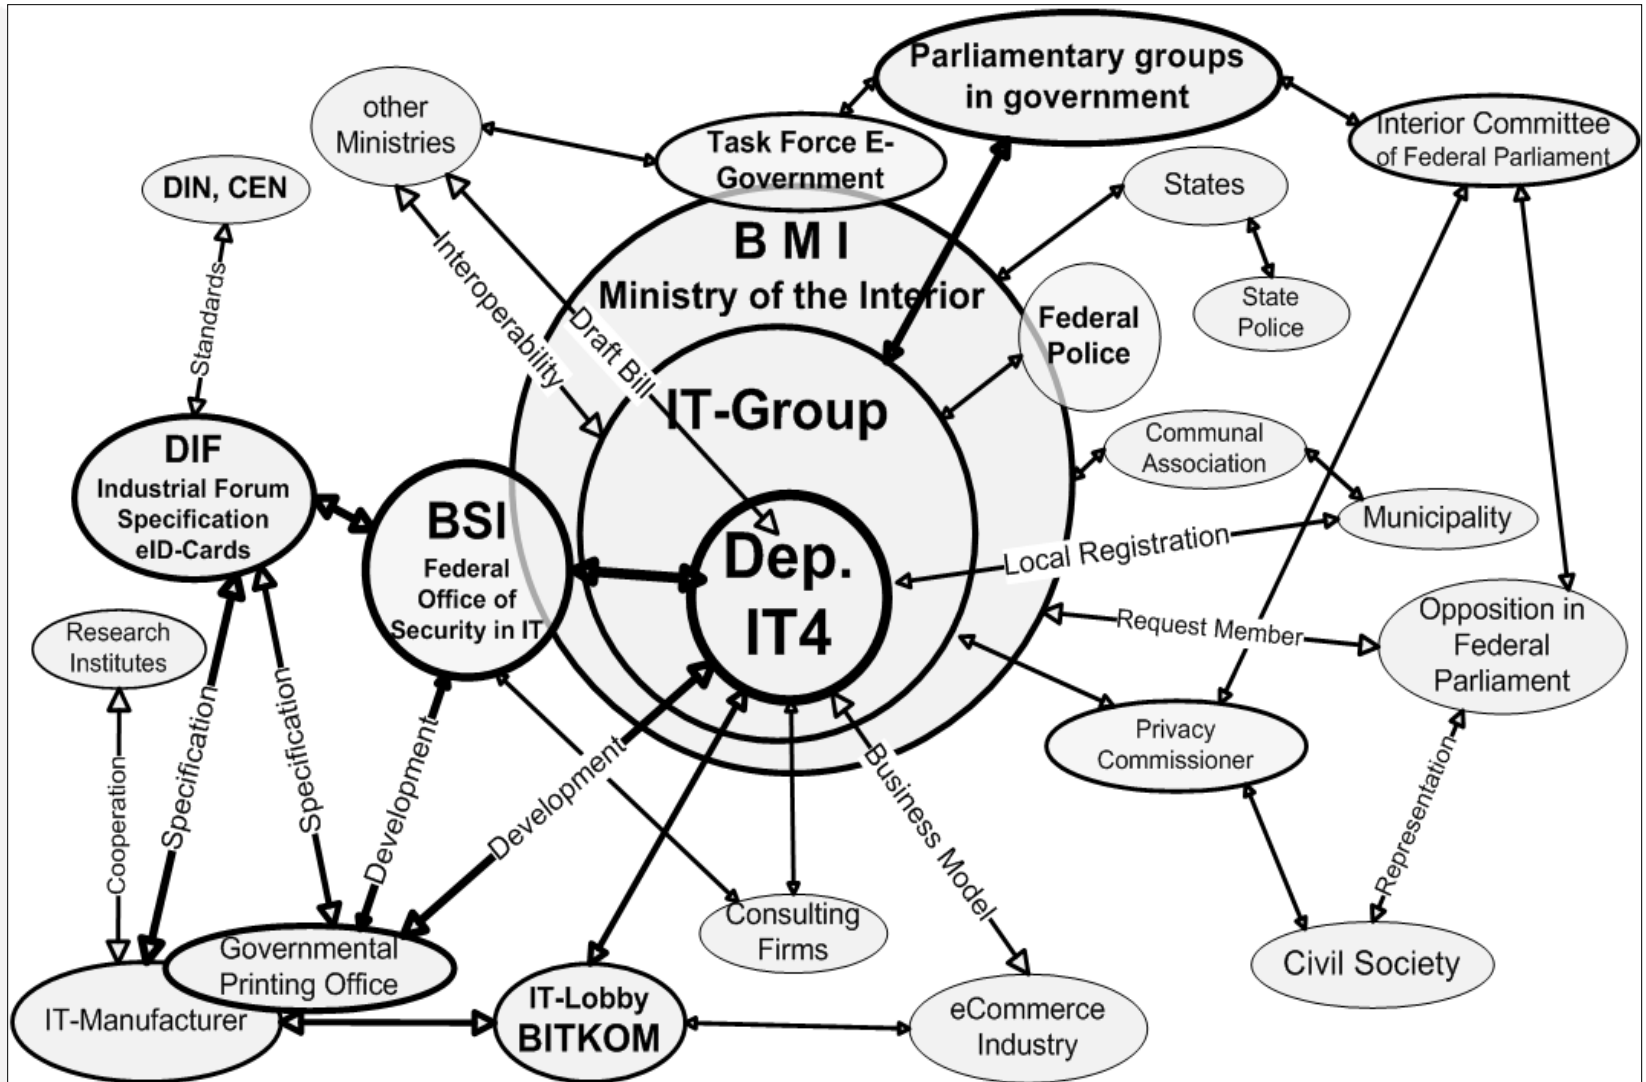 Parliamentary groups
in government
other
Ministries
Task Force E-
Government
Interior Committee
of Federal Parliament
DIN, CEN
States
State
Police
B M I
Ministry of the Interior
Federal
Police
Interoperability
Draft Bill
Standards
IT-Group
Communal
Association
Municipality
Local Registration
DIF
Industrial Forum
Specification
eID-Cards
BSI
Federal
Office of
Security in IT
Dep.
IT4
Request Member
Opposition in
Federal
Parliament
Research
Institutes
Privacy
Commissioner
Cooperation
Specification
Specification
Development
Development
Business Model
Representation
Consulting
Firms
Civil Society
Governmental
Printing Office
IT-Manufacturer
IT-Lobby
BITKOM
eCommerce
Industry